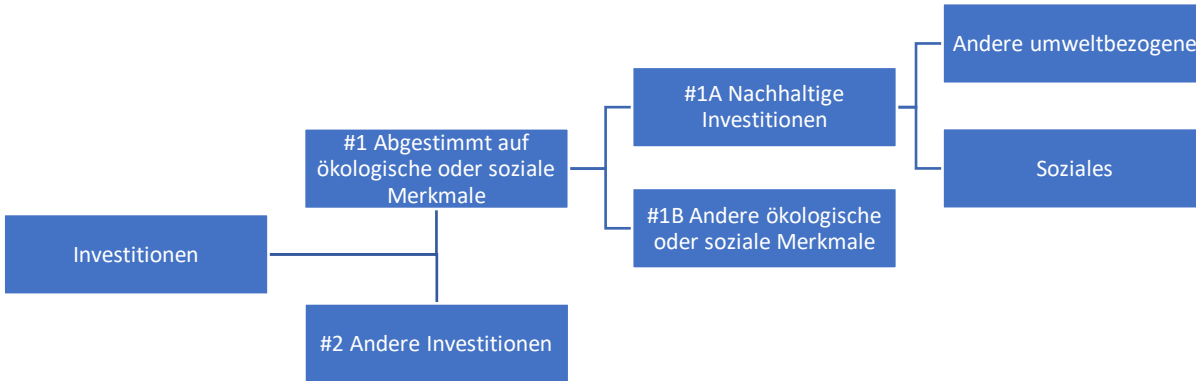 Investitionen
#1 Abgestimmt auf
ökologische oder soziale
Merkmale
#2 Andere Investitionen
#1A Nachhaltige
Investitionen
#1B Andere ökologische
oder soziale Merkmale
Andere umweltbezogene
Soziales